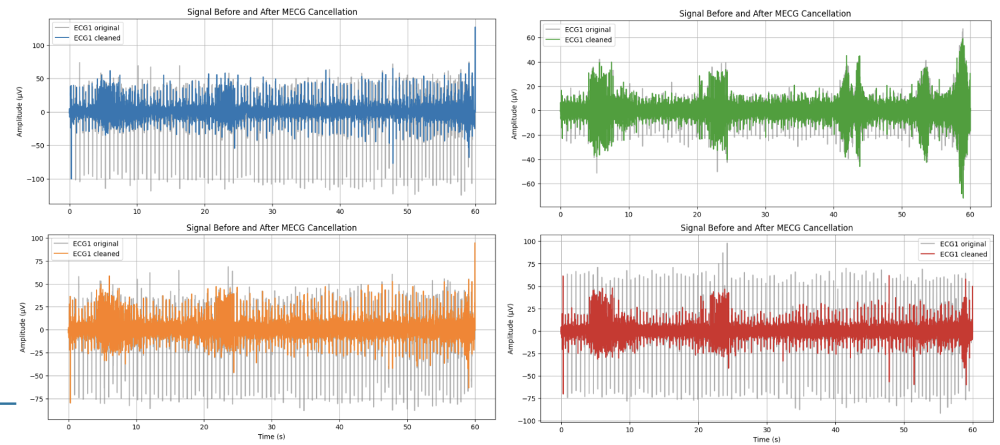 Signal Before and After MECG Cancellation
ECG1 original
ECG1 cleaned
Amplitude (µV)
100
50
0
−50
−100
0 10 20 30 40 50 60
Signal Before and After MECG Cancellation
ECG1 original
ECG1 cleaned
Amplitude (µV)
60
40
20
0
−20
−40
−60
0 10 20 30 40 50 60
Signal Before and After MECG Cancellation
ECG1 original
ECG1 cleaned
Amplitude (µV)
100
75
50
25
0
−25
−50
−75
0 10 20 30 40 50 60
Time (s)
Signal Before and After MECG Cancellation
ECG1 original
ECG1 cleaned
Amplitude (µV)
100
75
50
25
0
−25
−50
−75
−100
0 10 20 30 40 50 60
Time (s)